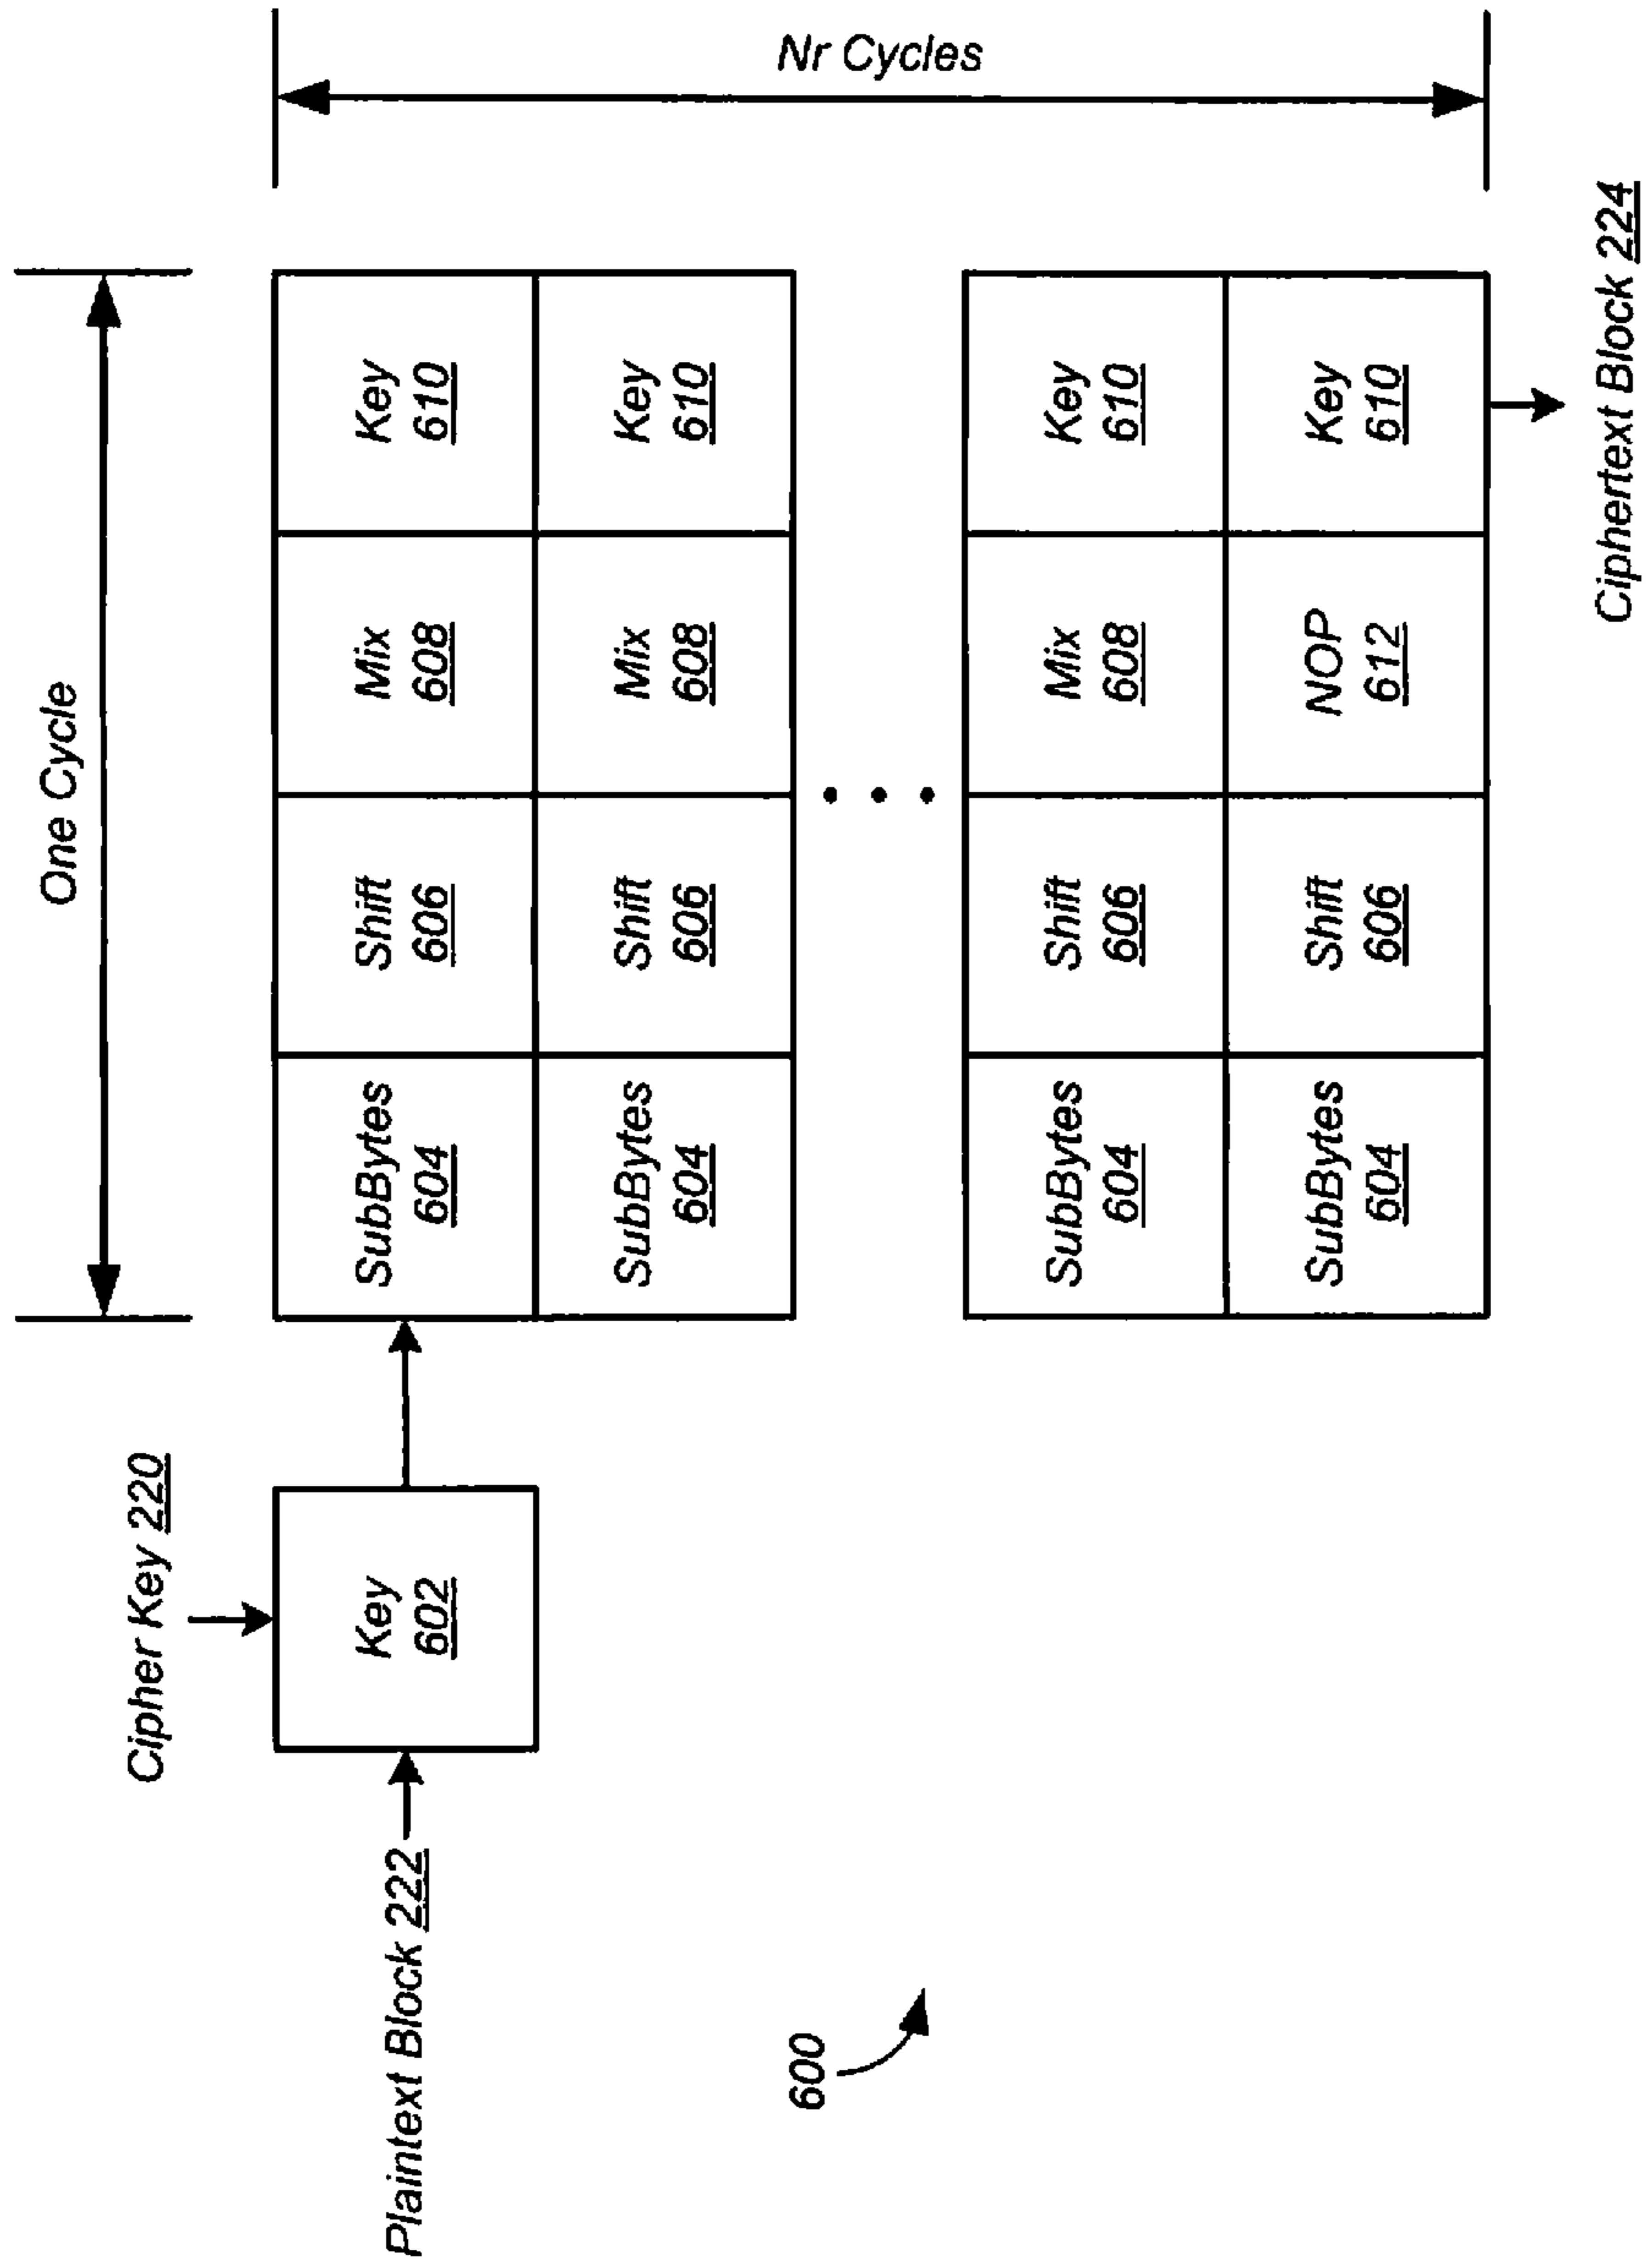 One Cycle
Nr Cycles
Cipher Key 220
Plaintext Block 222
Key
602
SubBytes
604
Shift
606
Mix
608
Key
610
SubBytes
604
Shift
606
Mix
608
Key
610
• • •
SubBytes
604
Shift
606
Mix
608
Key
610
SubBytes
604
Shift
606
NOP
612
Key
610
Ciphertext Block 224
600